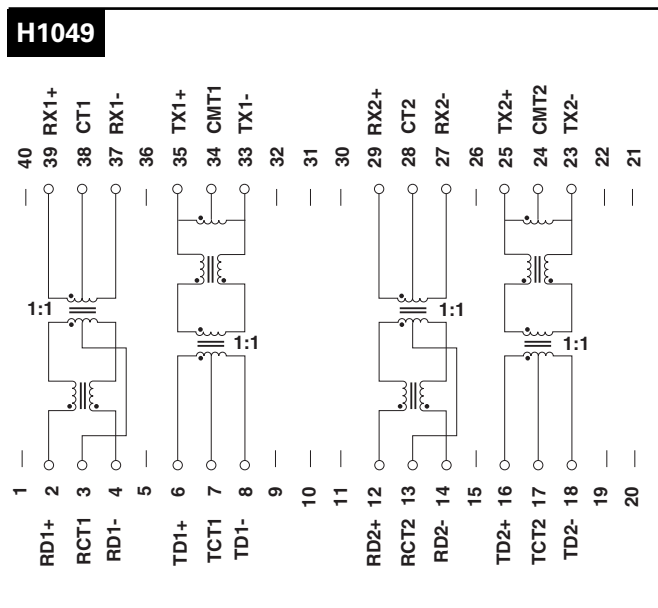 H1049
RX1+ CT1 RX1- TX1+ CMT1 TX1- RX2+ CT2 RX2- TX2+ CMT2 TX2-
40 39 38 37 36 35 34 33 32 31 30 29 28 27 26 25 24 23 22 21
1:1 1:1 1:1 1:1
1 2 3 4 5 6 7 8 9 10 11 12 13 14 15 16 17 18 19 20
RD1+ RCT1 RD1- TD1+ TCT1 TD1- RD2+ RCT2 RD2- TD2+ TCT2 TD2-